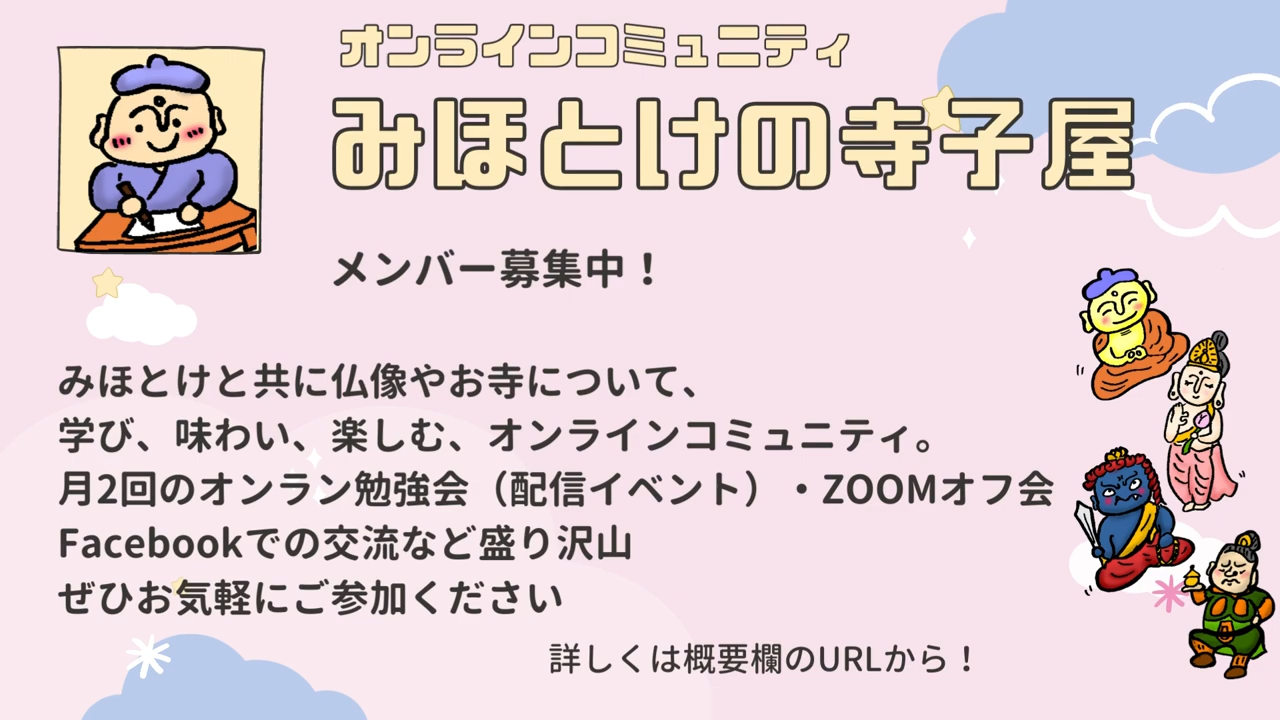 オンラインコミュニティ
みほとけの寺子屋
メンバー募集中！
みほとけと共に仏像やお寺について、
学び、味わい、楽しむ、オンラインコミュニティ。
月2回のオンラン勉強会（配信イベント）・ZOOMオフ会
Facebookでの交流など盛り沢山
ぜひお気軽にご参加ください
詳しくは概要欄のURLから！